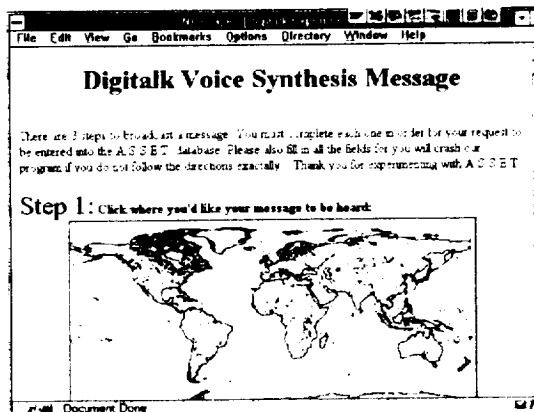 File Edit View Go Bookmarks Options Directory Window Help
Digitalk Voice Synthesis Message
There are 3 steps to broadcast a message. You must complete each one in order for your request to
be entered into the A.S.S.E.T. database. Please also fill in all the fields for you will crash our
program if you do not follow the directions exactally. Thank you for experimenting with A.S.S.E.T.
Step 1: Click where you'd like your message to be heard:
Document Done